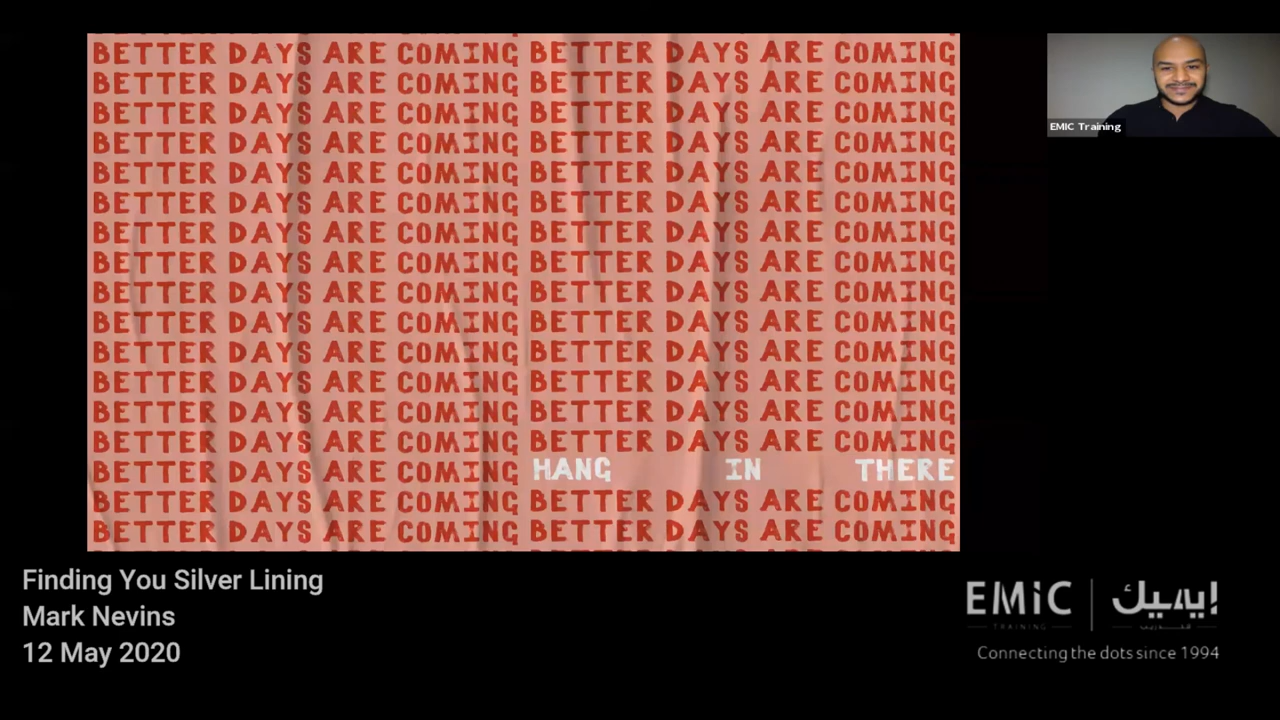 BETTER DAYS ARE COMING BETTER DAYS ARE COMING
BETTER DAYS ARE COMING BETTER DAYS ARE COMING
BETTER DAYS ARE COMING BETTER DAYS ARE COMING
BETTER DAYS ARE COMING BETTER DAYS ARE COMING
BETTER DAYS ARE COMING BETTER DAYS ARE COMING
BETTER DAYS ARE COMING BETTER DAYS ARE COMING
BETTER DAYS ARE COMING BETTER DAYS ARE COMING
BETTER DAYS ARE COMING BETTER DAYS ARE COMING
BETTER DAYS ARE COMING BETTER DAYS ARE COMING
BETTER DAYS ARE COMING BETTER DAYS ARE COMING
BETTER DAYS ARE COMING BETTER DAYS ARE COMING
BETTER DAYS ARE COMING BETTER DAYS ARE COMING
BETTER DAYS ARE COMING BETTER DAYS ARE COMING
BETTER DAYS ARE COMING BETTER DAYS ARE COMING
BETTER DAYS ARE COMING HANG IN THERE
BETTER DAYS ARE COMING BETTER DAYS ARE COMING
BETTER DAYS ARE COMING BETTER DAYS ARE COMING
EMIC Training
Finding You Silver Lining
Mark Nevins
12 May 2020
EMiC | إيميك
TRAINING
Connecting the dots since 1994